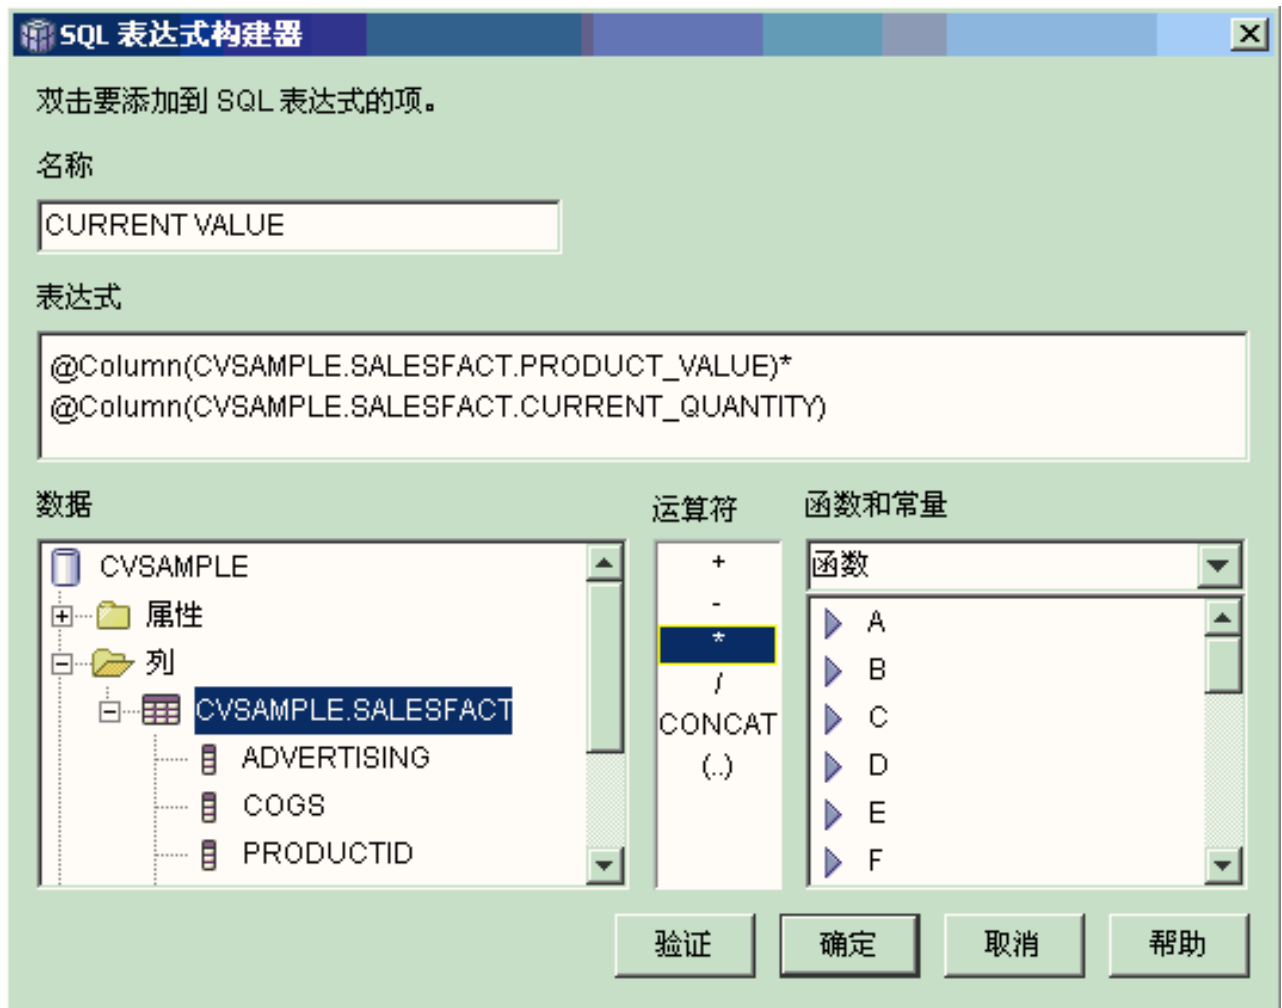 SQL 表达式构建器
双击要添加到 SQL 表达式的项。
名称
CURRENT VALUE
表达式
@Column(CVSAMPLE.SALESFACT.PRODUCT_VALUE)*
@Column(CVSAMPLE.SALESFACT.CURRENT_QUANTITY)
数据
CVSAMPLE
属性
列
CVSAMPLE.SALESFACT
ADVERTISING
COGS
PRODUCTID
运算符
+
-
*
/
CONCAT
(..)
函数和常量
函数
A
B
C
D
E
F
验证 确定 取消 帮助